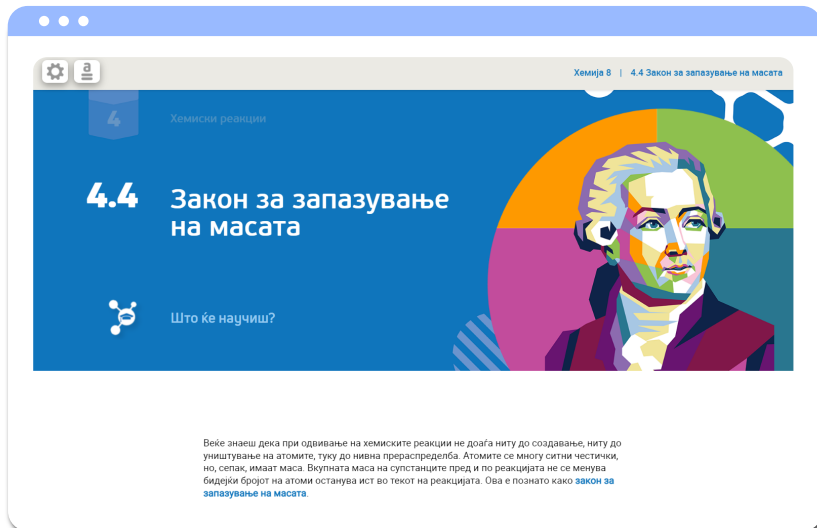 a
Хемија 8 | 4.4 Закон за запазување на масата
4
Хемиски реакции
4.4
Закон за запазување
на масата
Што ќе научиш?
Веќе знаеш дека при одвивање на хемиските реакции не доаѓа ниту до создавање, ниту до
уништување на атомите, туку до нивна прераспределба. Атомите се многу ситни честички,
но, сепак, имаат маса. Вкупната маса на супстанците пред и по реакцијата не се менува
бидејќи бројот на атоми останува ист во текот на реакцијата. Ова е познато како закон за
запазување на масата.